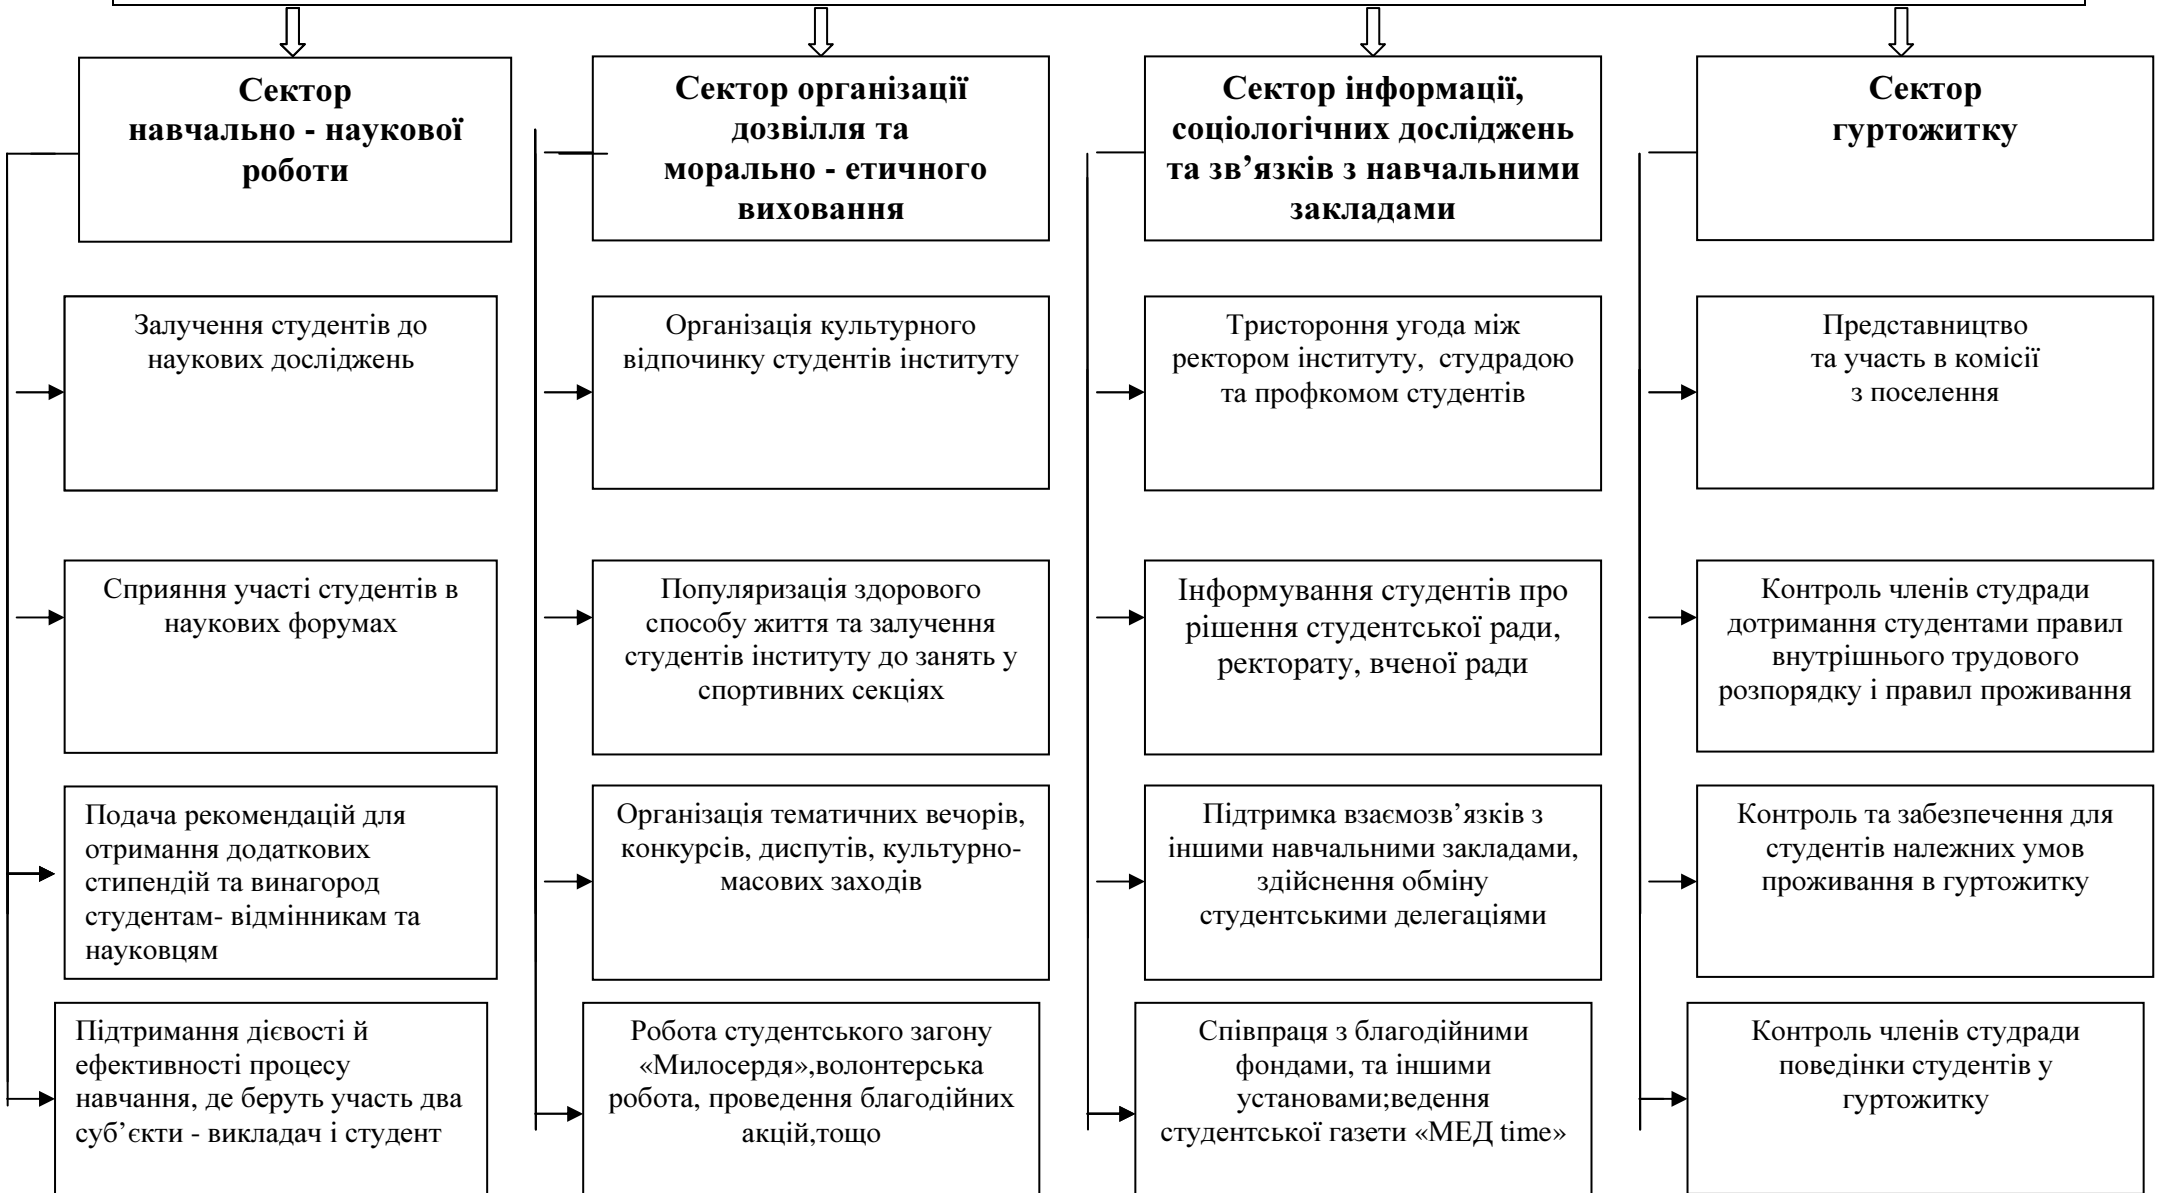 Сектор
навчально - наукової
роботи
Залучення студентів до
наукових досліджень
Сприяння участі студентів в
наукових форумах
Подача рекомендацій для
отримання додаткових
стипендій та винагород
студентам- відмінникам та
науковцям
Підтримання дієвості й
ефективності процесу
навчання, де беруть участь два
суб’єкти - викладач і студент
Сектор організації
дозвілля та
морально - етичного
виховання
Організація культурного
відпочинку студентів інституту
Популяризація здорового
способу життя та залучення
студентів інституту до занять у
спортивних секціях
Організація тематичних вечорів,
конкурсів, диспутів, культурно-
масових заходів
Робота студентського загону
«Милосердя»,волонтерська
робота, проведення благодійних
акцій,тощо
Сектор інформації,
соціологічних досліджень
та зв’язків з навчальними
закладами
Тристороння угода між
ректором інституту, студрадою
та профкомом студентів
Інформування студентів про
рішення студентської ради,
ректорату, вченої ради
Підтримка взаємозв’язків з
іншими навчальними закладами,
здійснення обміну
студентськими делегаціями
Співпраця з благодійними
фондами, та іншими
установами;ведення
студентської газети «МЕД time»
Сектор
гуртожитку
Представництво
та участь в комісії
з поселення
Контроль членів студради
дотримання студентами правил
внутрішнього трудового
розпорядку і правил проживання
Контроль та забезпечення для
студентів належних умов
проживання в гуртожитку
Контроль членів студради
поведінки студентів у
гуртожитку